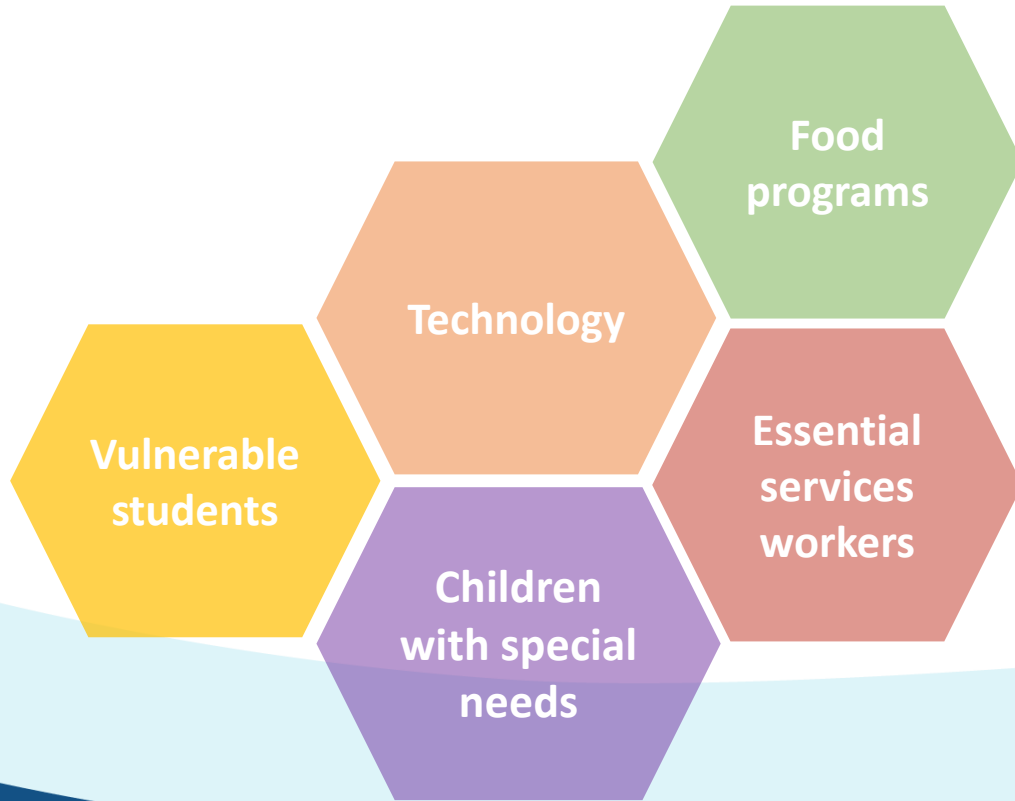 Food
programs
Technology
Vulnerable
students
Essential
services
workers
Children
with special
needs